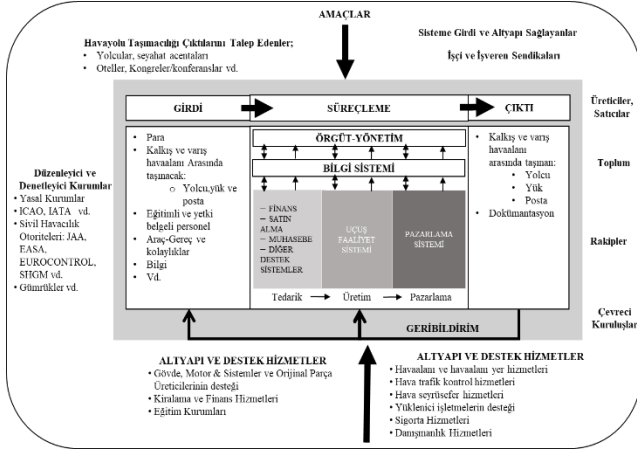 AMAÇLAR
Havayolu Taşımacılığı Çıktılarını Talep Edenler;
• Yolcular, seyahat acentaları
• Oteller, Kongreler/konferanslar vd.
Sisteme Girdi ve Altyapı Sağlayanlar
İşçi ve İşveren Sendikaları
Üreticiler,
Satıcılar
Toplum
Rakipler
Çevreci
Kuruluşlar
Düzenleyici ve
Denetleyici Kurumlar
• Yasal Kurumlar
• ICAO, IATA vd.
• Sivil Havacılık
Otoriteleri: JAA,
EASA,
EUROCONTROL,
SHGM vd.
• Gümrükler vd.
GİRDİ
SÜREÇLEME
ÇIKTI
• Para
• Kalkış ve varış
havaalanı Arasında
taşınacak:
o Yolcu,yük ve
posta
• Eğitimli ve yetki
belgeli personel
• Araç-Gereç ve
kolaylıklar
• Bilgi
• Vd.
ÖRGÜT-YÖNETİM
BİLGİ SİSTEMİ
– FİNANS
– SATIN
ALMA
– MUHASEBE
– DİĞER
DESTEK
SİSTEMLER
UÇUŞ
FAALİYET
SİSTEMİ
PAZARLAMA
SİSTEMİ
Tedarik
Üretim
Pazarlama
• Kalkış ve varış
havaalanı
arasında taşınan:
• Yolcu
• Yük
• Posta
• Dokümantasyon
GERİBİLDİRİM
ALTYAPI VE DESTEK HİZMETLER
• Gövde, Motor & Sistemler ve Orijinal Parça
Üreticilerinin desteği
• Kiralama ve Finans Hizmetleri
• Eğitim Kurumları
ALTYAPI VE DESTEK HİZMETLER
• Havaalanı ve havaalanı yer hizmetleri
• Hava trafik kontrol hizmetleri
• Hava seyrüsefer hizmetleri
• Yüklenici işletmelerin desteği
• Sigorta Hizmetleri
• Danışmanlık Hizmetleri